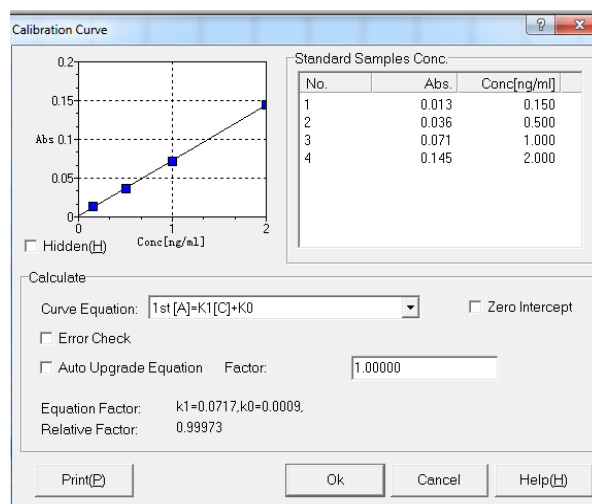 Calibration Curve
?
x
0.2
0.15
Abs 0.1
0.05
0
0 1 2
Conc[ng/ml]
Hidden(H)
Standard Samples Conc.
No. Abs. Conc[ng/ml]
1 0.013 0.150
2 0.036 0.500
3 0.071 1.000
4 0.145 2.000
Calculate
Curve Equation: 1st [A]=K1[C]+K0 Zero Intercept
Error Check
Auto Upgrade Equation Factor: 1.00000
Equation Factor: k1=0.0717,k0=0.0009,
Relative Factor: 0.99973
Print(P) Ok Cancel Help(H)